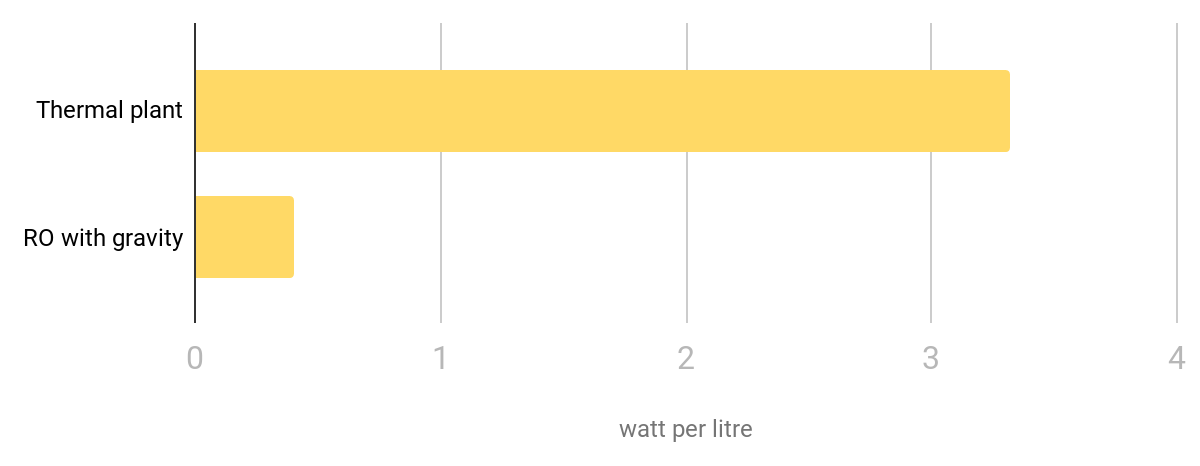 Thermal plant
RO with gravity
0 1 2 3 4
watt per litre